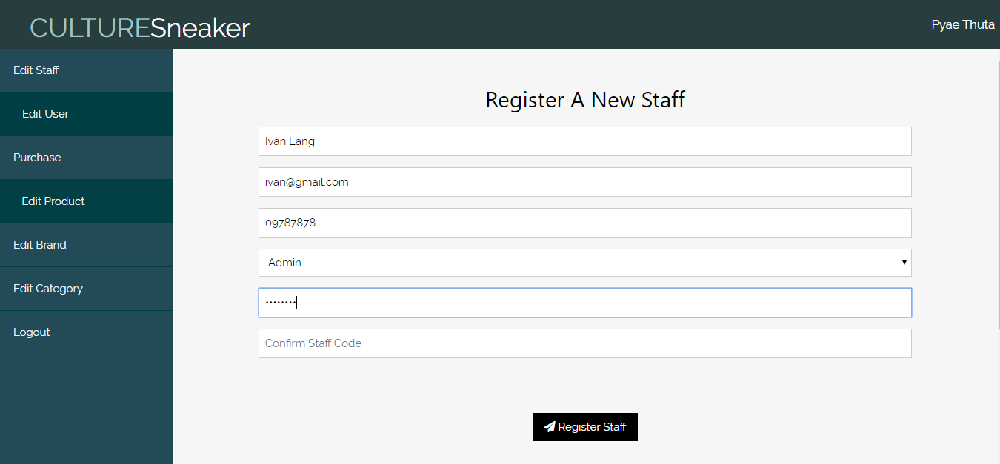 CULTURESneaker
Pyae Thuta
Edit Staff
Edit User
Purchase
Edit Product
Edit Brand
Edit Category
Logout
Register A New Staff
Ivan Lang
ivan@gmail.com
09787878
Admin
••••••••
Confirm Staff Code
Register Staff